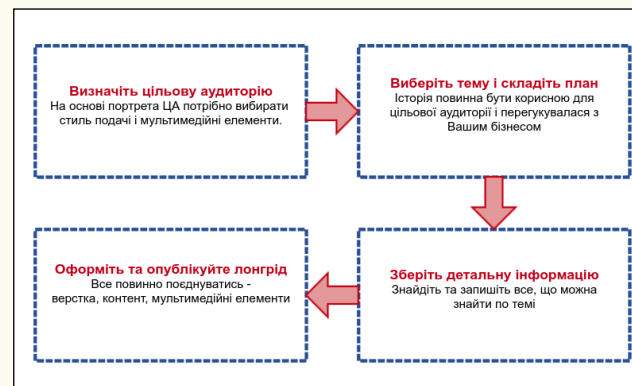 Визначіть цільову аудиторію
На основі портрета ЦА потрібно вибирати
стиль подачі і мультимедійні елементи.
Виберіть тему і складіть план
Історія повинна бути корисною для
цільової аудиторії і перегукувалася з
Вашим бізнесом
Зберіть детальну інформацію
Знайдіть та запишіть все, що можна
знайти по темі
Оформіть та опублікуйте лонгрід
Все повинно поєднуватись -
верстка, контент, мультимедійні елементи